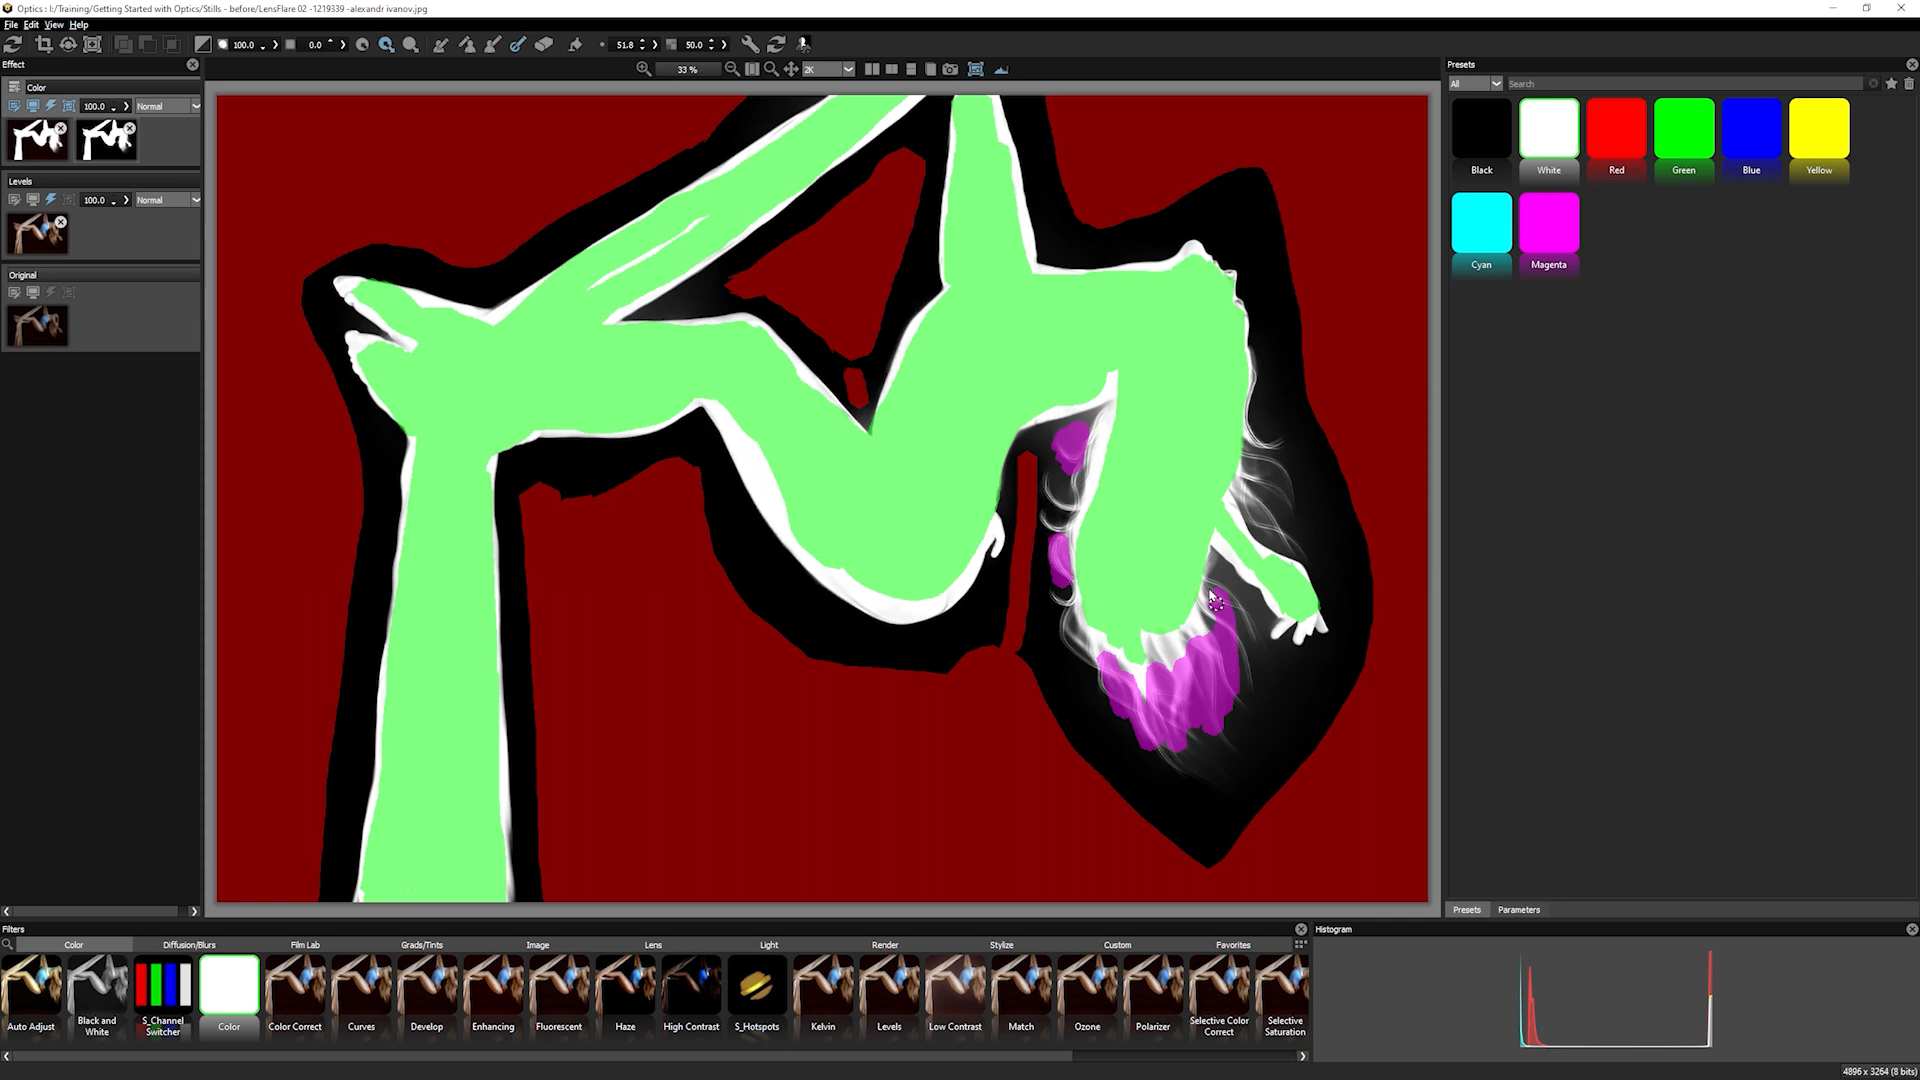 Optics : I:/Training/Getting Started with Optics/Stills - before/LensFlare 02 -1219339 -alexandr ivanov.jpg
File Edit View Help
100.0 0.0 51.8 50.0
Effect
33 %
2K
Presets
All Search
Color
100.0 Normal
Levels
100.0 Normal
Original
Black White Red Green Blue Yellow
Cyan Magenta
Presets Parameters
Filters
Histogram
Color Diffusion/Blurs Film Lab Grads/Tints Image Lens Light Render Stylize Custom Favorites
Auto Adjust
Black and White
S_Channel Switcher
Color
Color Correct
Curves
Develop
Enhancing
Fluorescent
Haze
High Contrast
S_Hotspots
Kelvin
Levels
Low Contrast
Match
Ozone
Polarizer
Selective Color Correct
Selective Saturation
4896 x 3264 (8 bits)